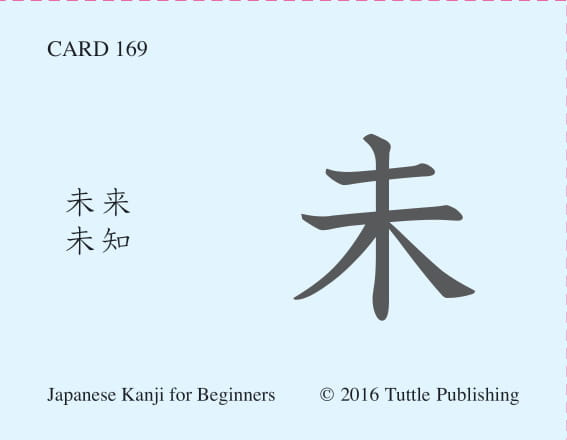 CARD 169
未来
未知
未
Japanese Kanji for Beginners © 2016 Tuttle Publishing